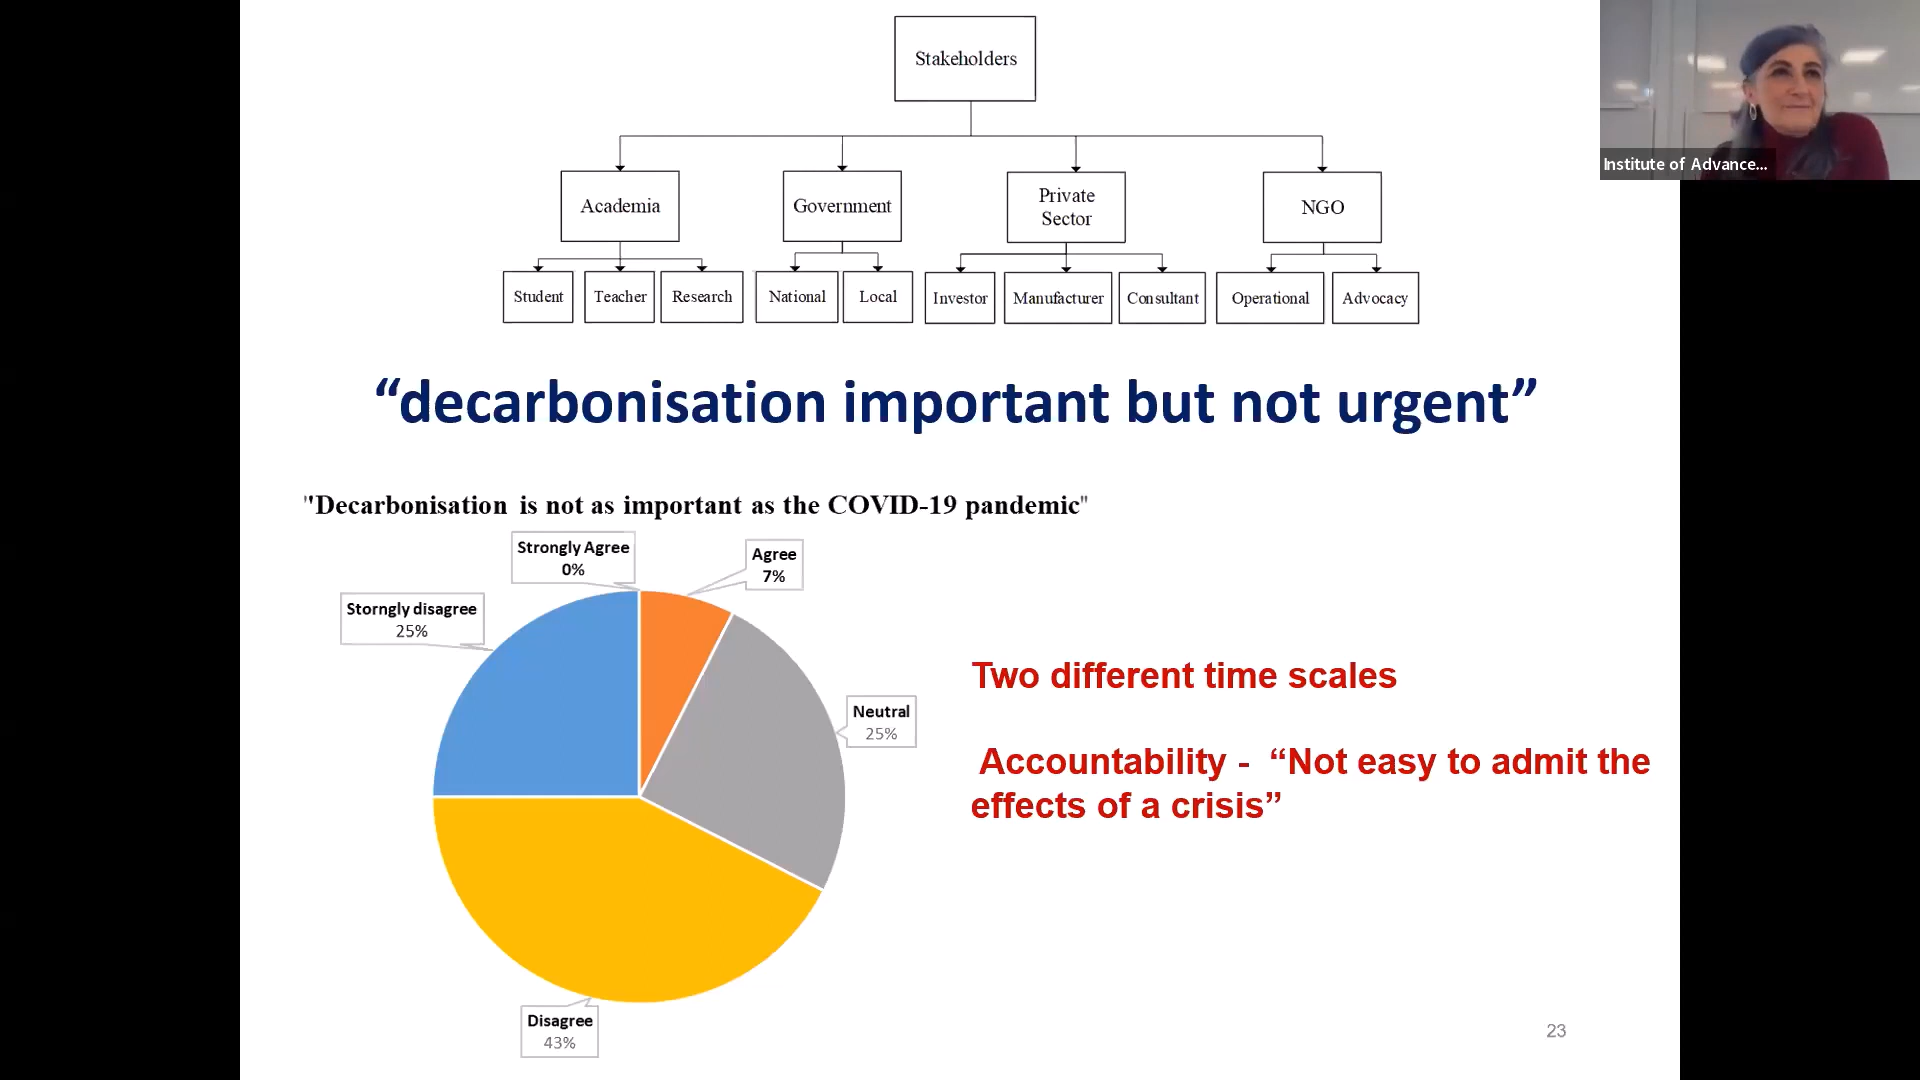 Stakeholders
Institute of Advance...
Academia
Government
Private
Sector
NGO
Student
Teacher
Research
National
Local
Investor
Manufacturer
Consultant
Operational
Advocacy
“decarbonisation important but not urgent”
"Decarbonisation is not as important as the COVID-19 pandemic"
Strongly Agree
0%
Agree
7%
Storngly disagree
25%
Neutral
25%
Two different time scales
Accountability - “Not easy to admit the
effects of a crisis”
Disagree
43%
23